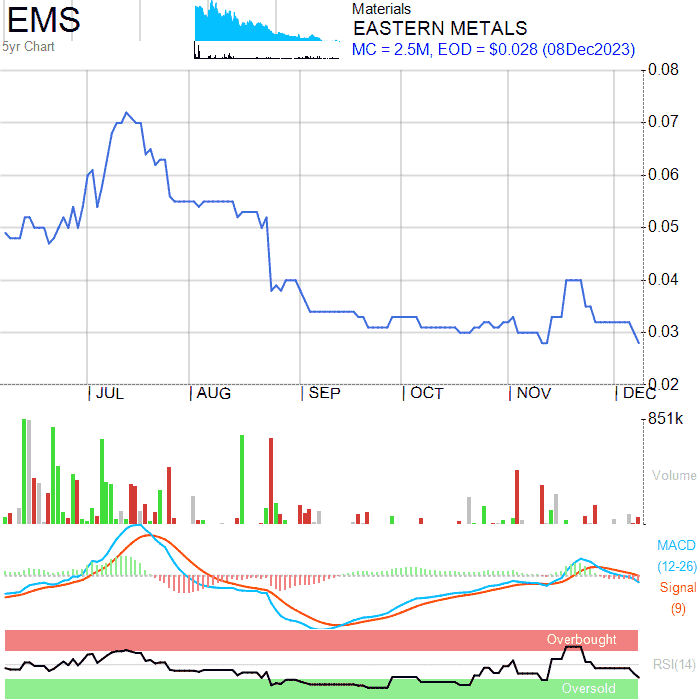 EMS
5yr Chart
Materials
EASTERN METALS
MC = 2.5M, EOD = $0.028 (08Dec2023)
0.08
0.07
0.06
0.05
0.04
0.03
0.02
JUL AUG SEP OCT NOV DEC
851k
Volume
MACD
(12-26)
Signal
(9)
Overbought
RSI(14)
Oversold